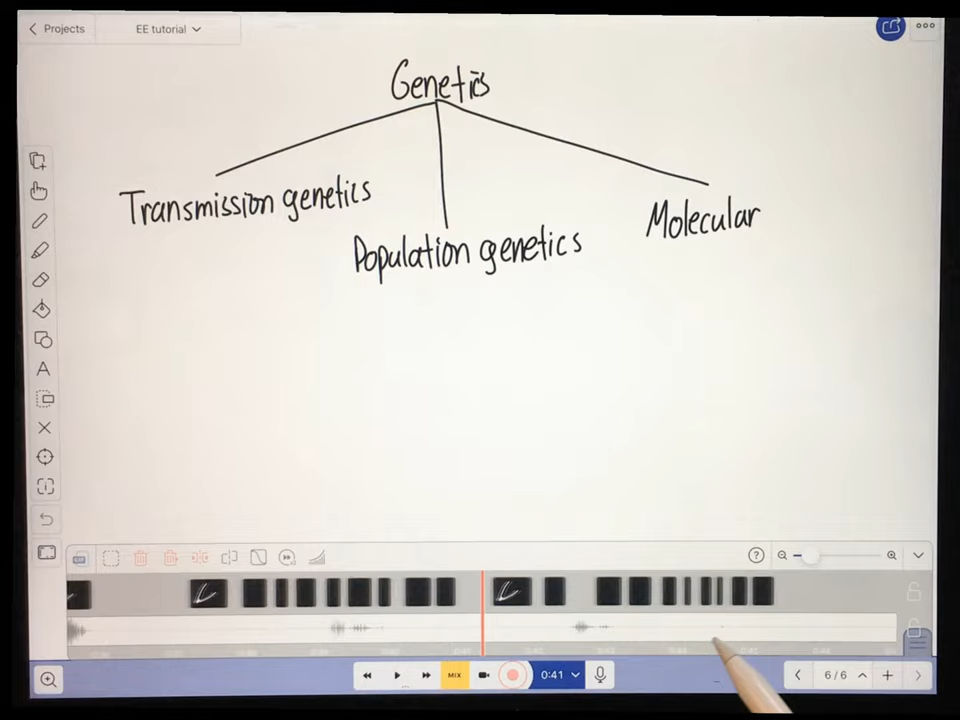 Projects
EE tutorial
Genetics
Transmission genetics
Population genetics
Molecular
A
?
MIX
0:41
6/6